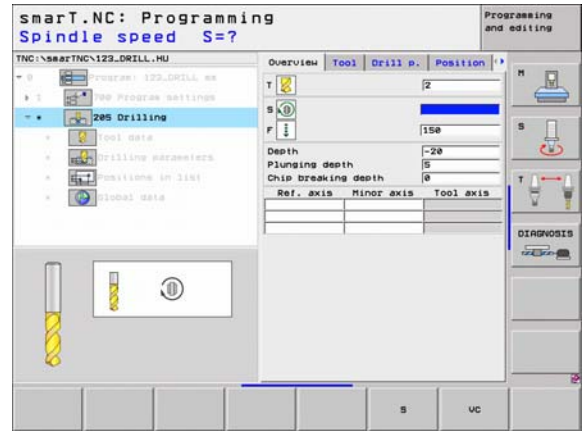 smarT.NC: Programming
Spindle speed S=?
Programming and editing
TNC:\smarTNC\123_DRILL.HU
0 Program: 123_DRILL mm
1 700 Program settings
205 Drilling
Tool data
Drilling parameters
Positions in list
Global data
Overview Tool Drill p. Position
T 2
S
F 150
Depth -20
Plunging depth 5
Chip breaking depth 0
Ref. axis Minor axis Tool axis
M
S
T
DIAGNOSIS
S VC